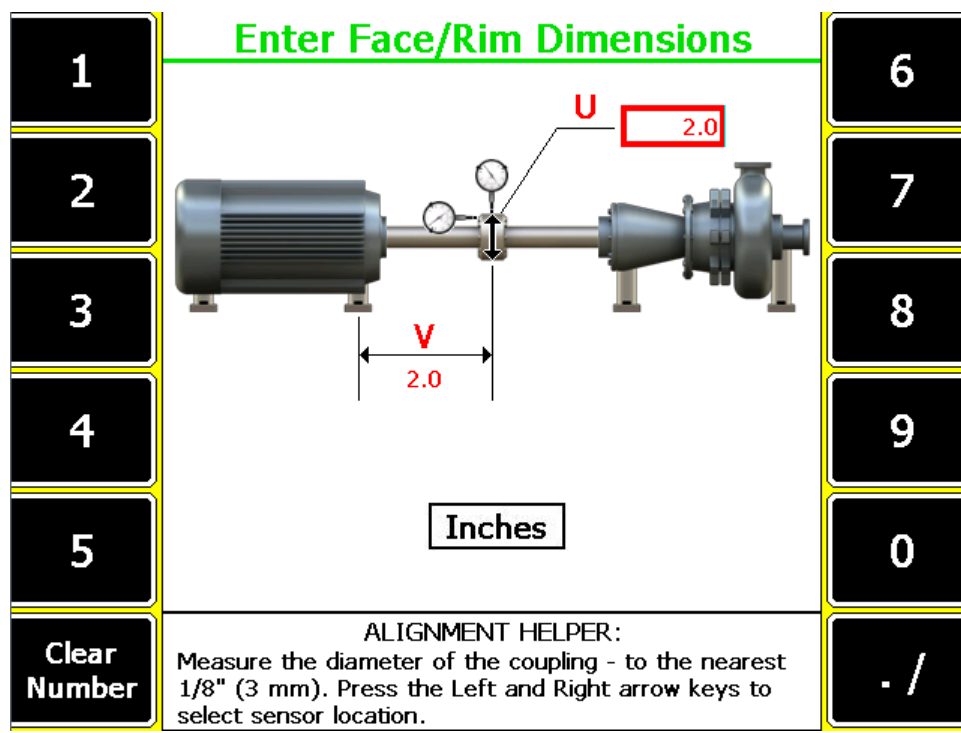 Enter Face/Rim Dimensions
1
2
3
4
5
Clear
Number
U
2.0
V
2.0
Inches
ALIGNMENT HELPER:
Measure the diameter of the coupling - to the nearest
1/8" (3 mm). Press the Left and Right arrow keys to
select sensor location.
6
7
8
9
0
. /